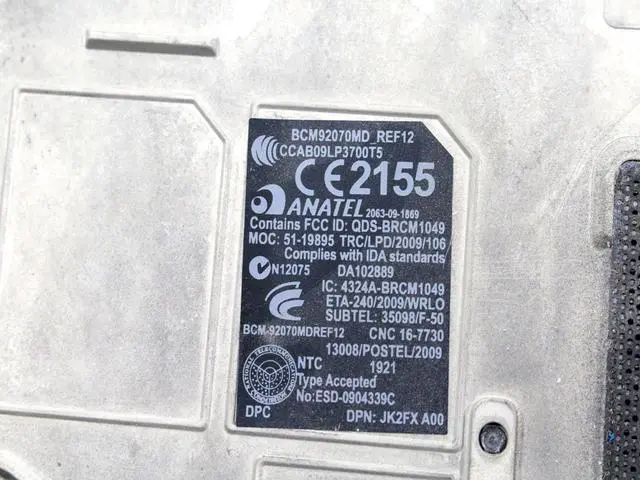 BCM92070MD_REF12
CCAB09LP3700T5
CE2155
ANATEL 2063-09-1869
Contains FCC ID: QDS-BRCM1049
MOC: 51-19895 TRC/LPD/2009/106
Complies with IDA standards
N12075 DA102889
IC: 4324A-BRCM1049
ETA-240/2009/WRLO
SUBTEL: 35098/F-50
BCM-92070MDREF12 CNC 16-7730
13008/POSTEL/2009
NTC 1921
Type Accepted
No:ESD-0904339C
DPC DPN: JK2FX A00